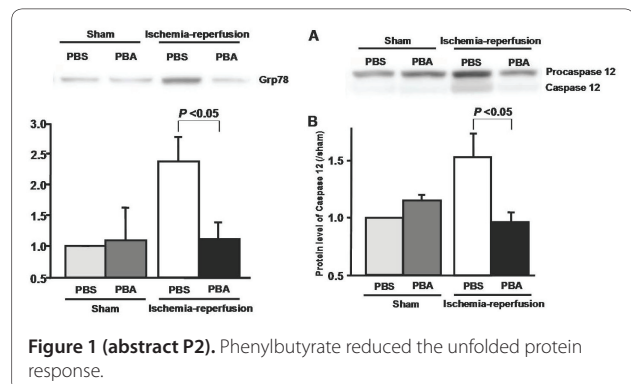 Sham Ischemia-reperfusion
PBS PBA PBS PBA
Grp78
P <0.05
3.0
2.5
2.0
1.5
1.0
0.5
PBS PBA PBS PBA
Sham Ischemia-reperfusion
A
Sham Ischemia-reperfusion
PBS PBA PBS PBA
Procaspase 12
Caspase 12
B
P <0.05
Protein level of Caspase 12 (/sham)
1.5
1.0
0.5
PBS PBA PBS PBA
Sham Ischemia-reperfusion
Figure 1 (abstract P2). Phenylbutyrate reduced the unfolded protein
response.